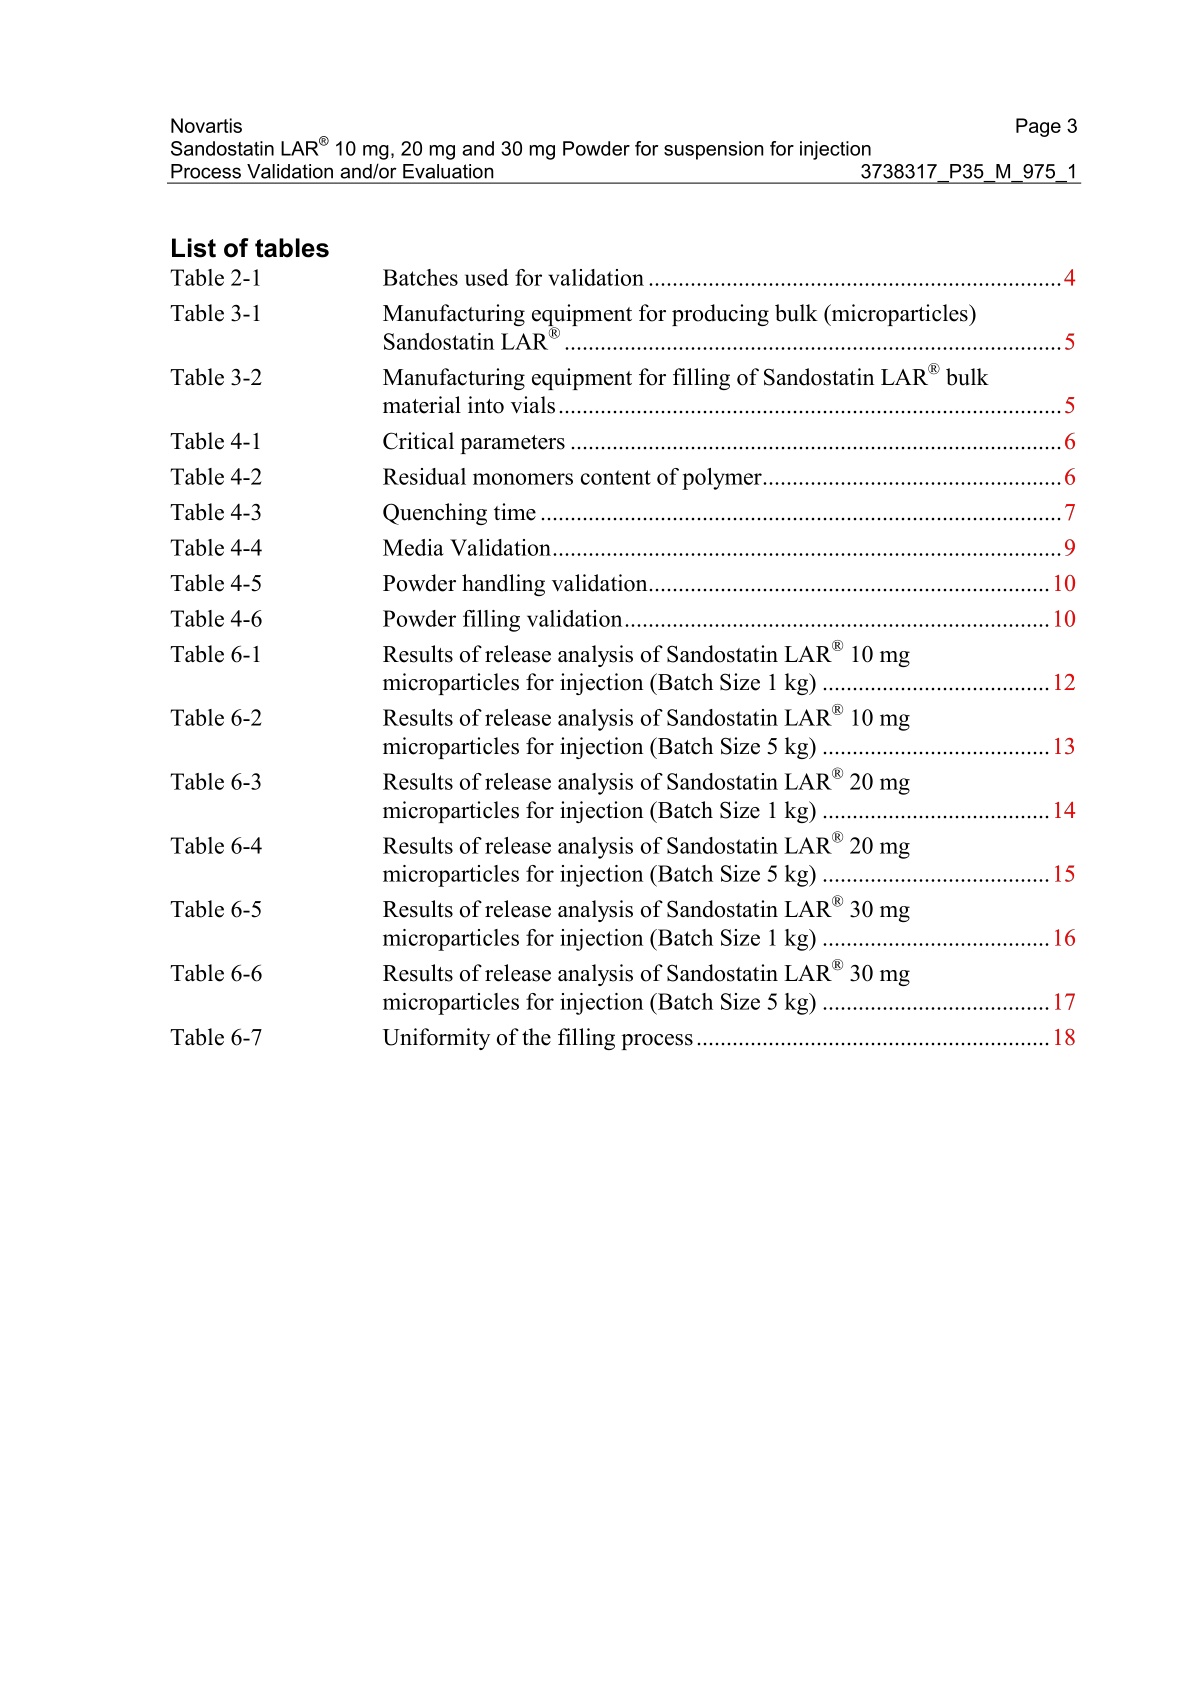 Novartis Page 3
Sandostatin LAR® 10 mg, 20 mg and 30 mg Powder for suspension for injection
Process Validation and/or Evaluation 3738317_P35_M_975_1
List of tables
Table 2-1 Batches used for validation ..................................................................... 4
Table 3-1 Manufacturing equipment for producing bulk (microparticles)
Sandostatin LAR® ................................................................................... 5
Table 3-2 Manufacturing equipment for filling of Sandostatin LAR® bulk
material into vials.................................................................................... 5
Table 4-1 Critical parameters .................................................................................. 6
Table 4-2 Residual monomers content of polymer.................................................. 6
Table 4-3 Quenching time ....................................................................................... 7
Table 4-4 Media Validation..................................................................................... 9
Table 4-5 Powder handling validation................................................................... 10
Table 4-6 Powder filling validation....................................................................... 10
Table 6-1 Results of release analysis of Sandostatin LAR® 10 mg
microparticles for injection (Batch Size 1 kg) ...................................... 12
Table 6-2 Results of release analysis of Sandostatin LAR® 10 mg
microparticles for injection (Batch Size 5 kg) ...................................... 13
Table 6-3 Results of release analysis of Sandostatin LAR® 20 mg
microparticles for injection (Batch Size 1 kg) ...................................... 14
Table 6-4 Results of release analysis of Sandostatin LAR® 20 mg
microparticles for injection (Batch Size 5 kg) ...................................... 15
Table 6-5 Results of release analysis of Sandostatin LAR® 30 mg
microparticles for injection (Batch Size 1 kg) ...................................... 16
Table 6-6 Results of release analysis of Sandostatin LAR® 30 mg
microparticles for injection (Batch Size 5 kg) ...................................... 17
Table 6-7 Uniformity of the filling process........................................................... 18